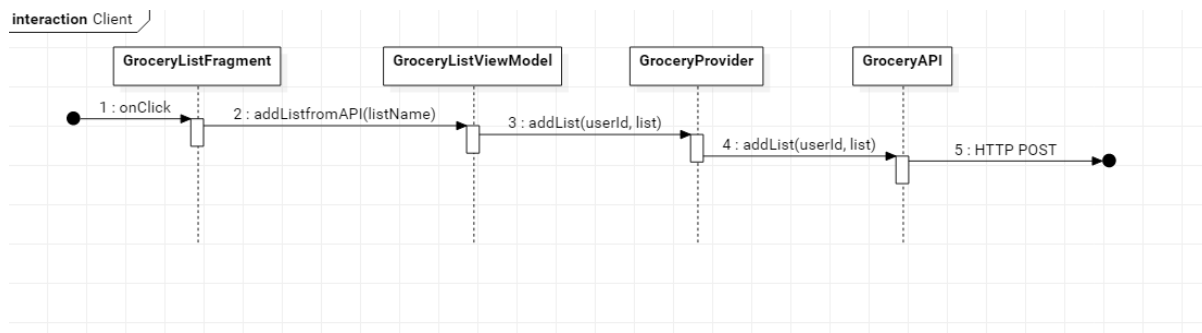 interaction Client
GroceryListFragment
GroceryListViewModel
GroceryProvider
GroceryAPI
1 : onClick
2 : addListfromAPI(listName)
3 : addList(userId, list)
4 : addList(userId, list)
5 : HTTP POST